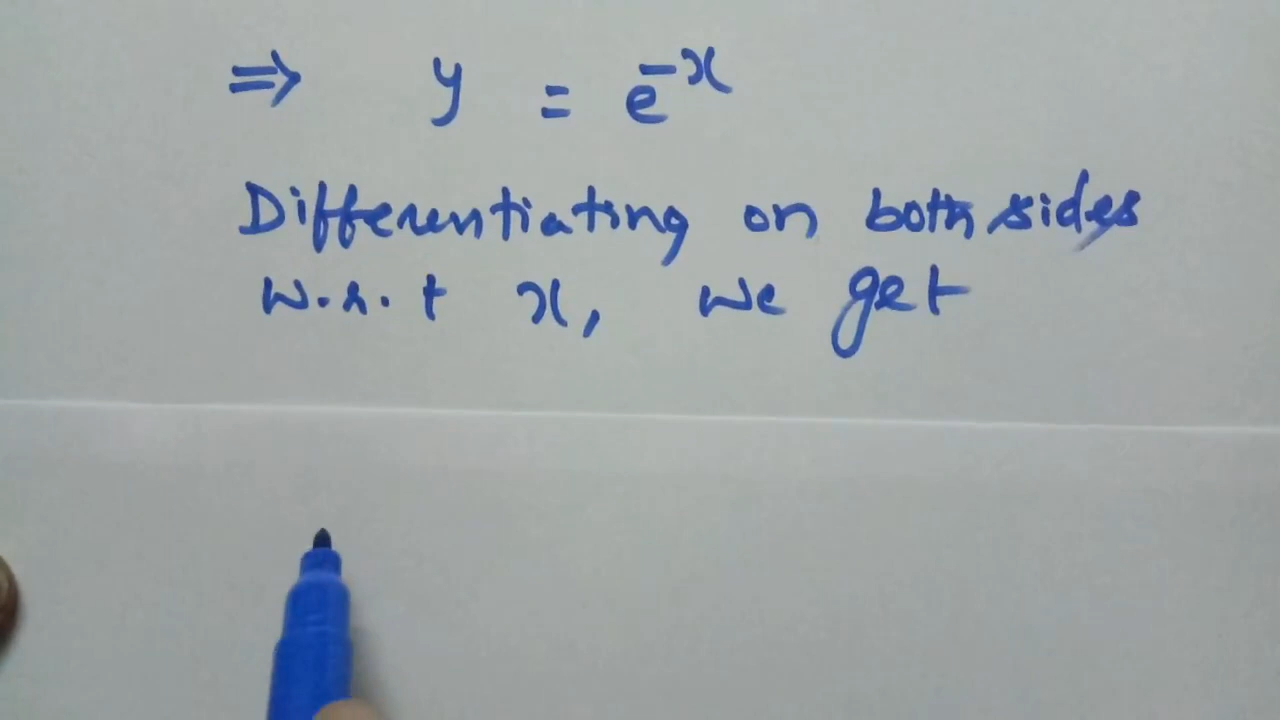 ⇒ y = e⁻ˣ
Differentiating on both sides
w.r.t x, we get